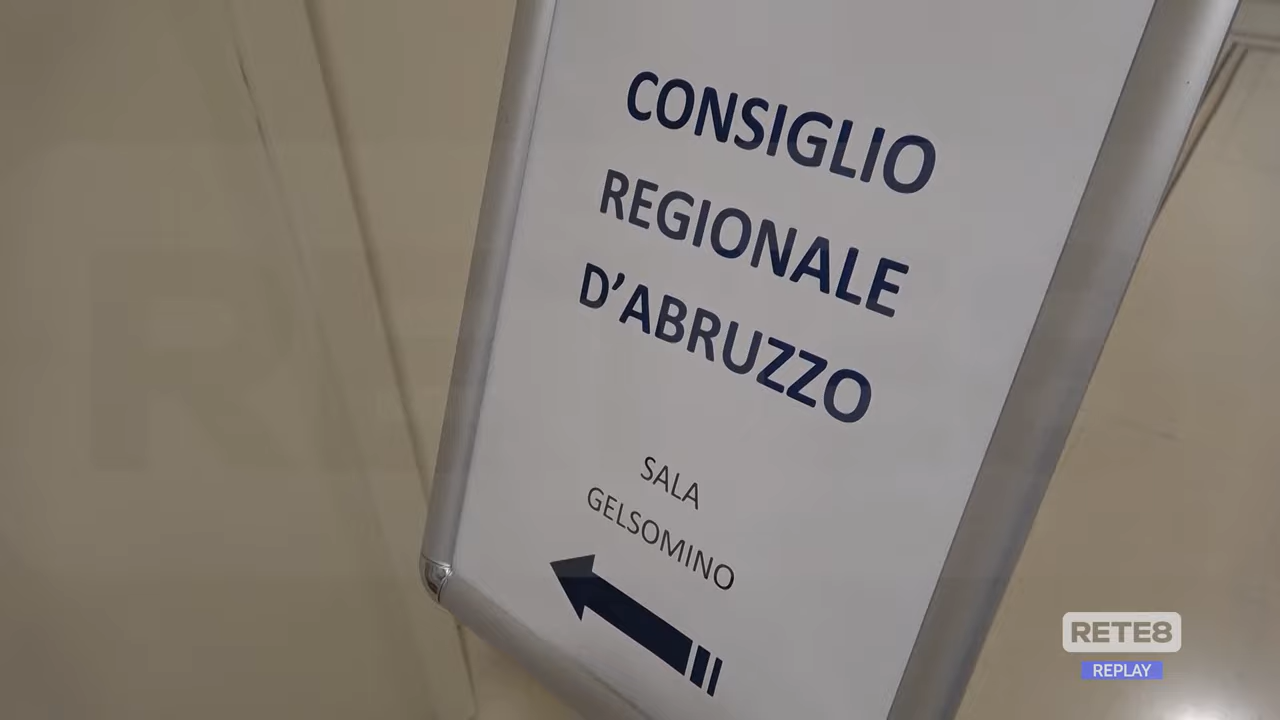 CONSIGLIO
REGIONALE
D'ABRUZZO
SALA
GELSOMINO
RETE8
REPLAY